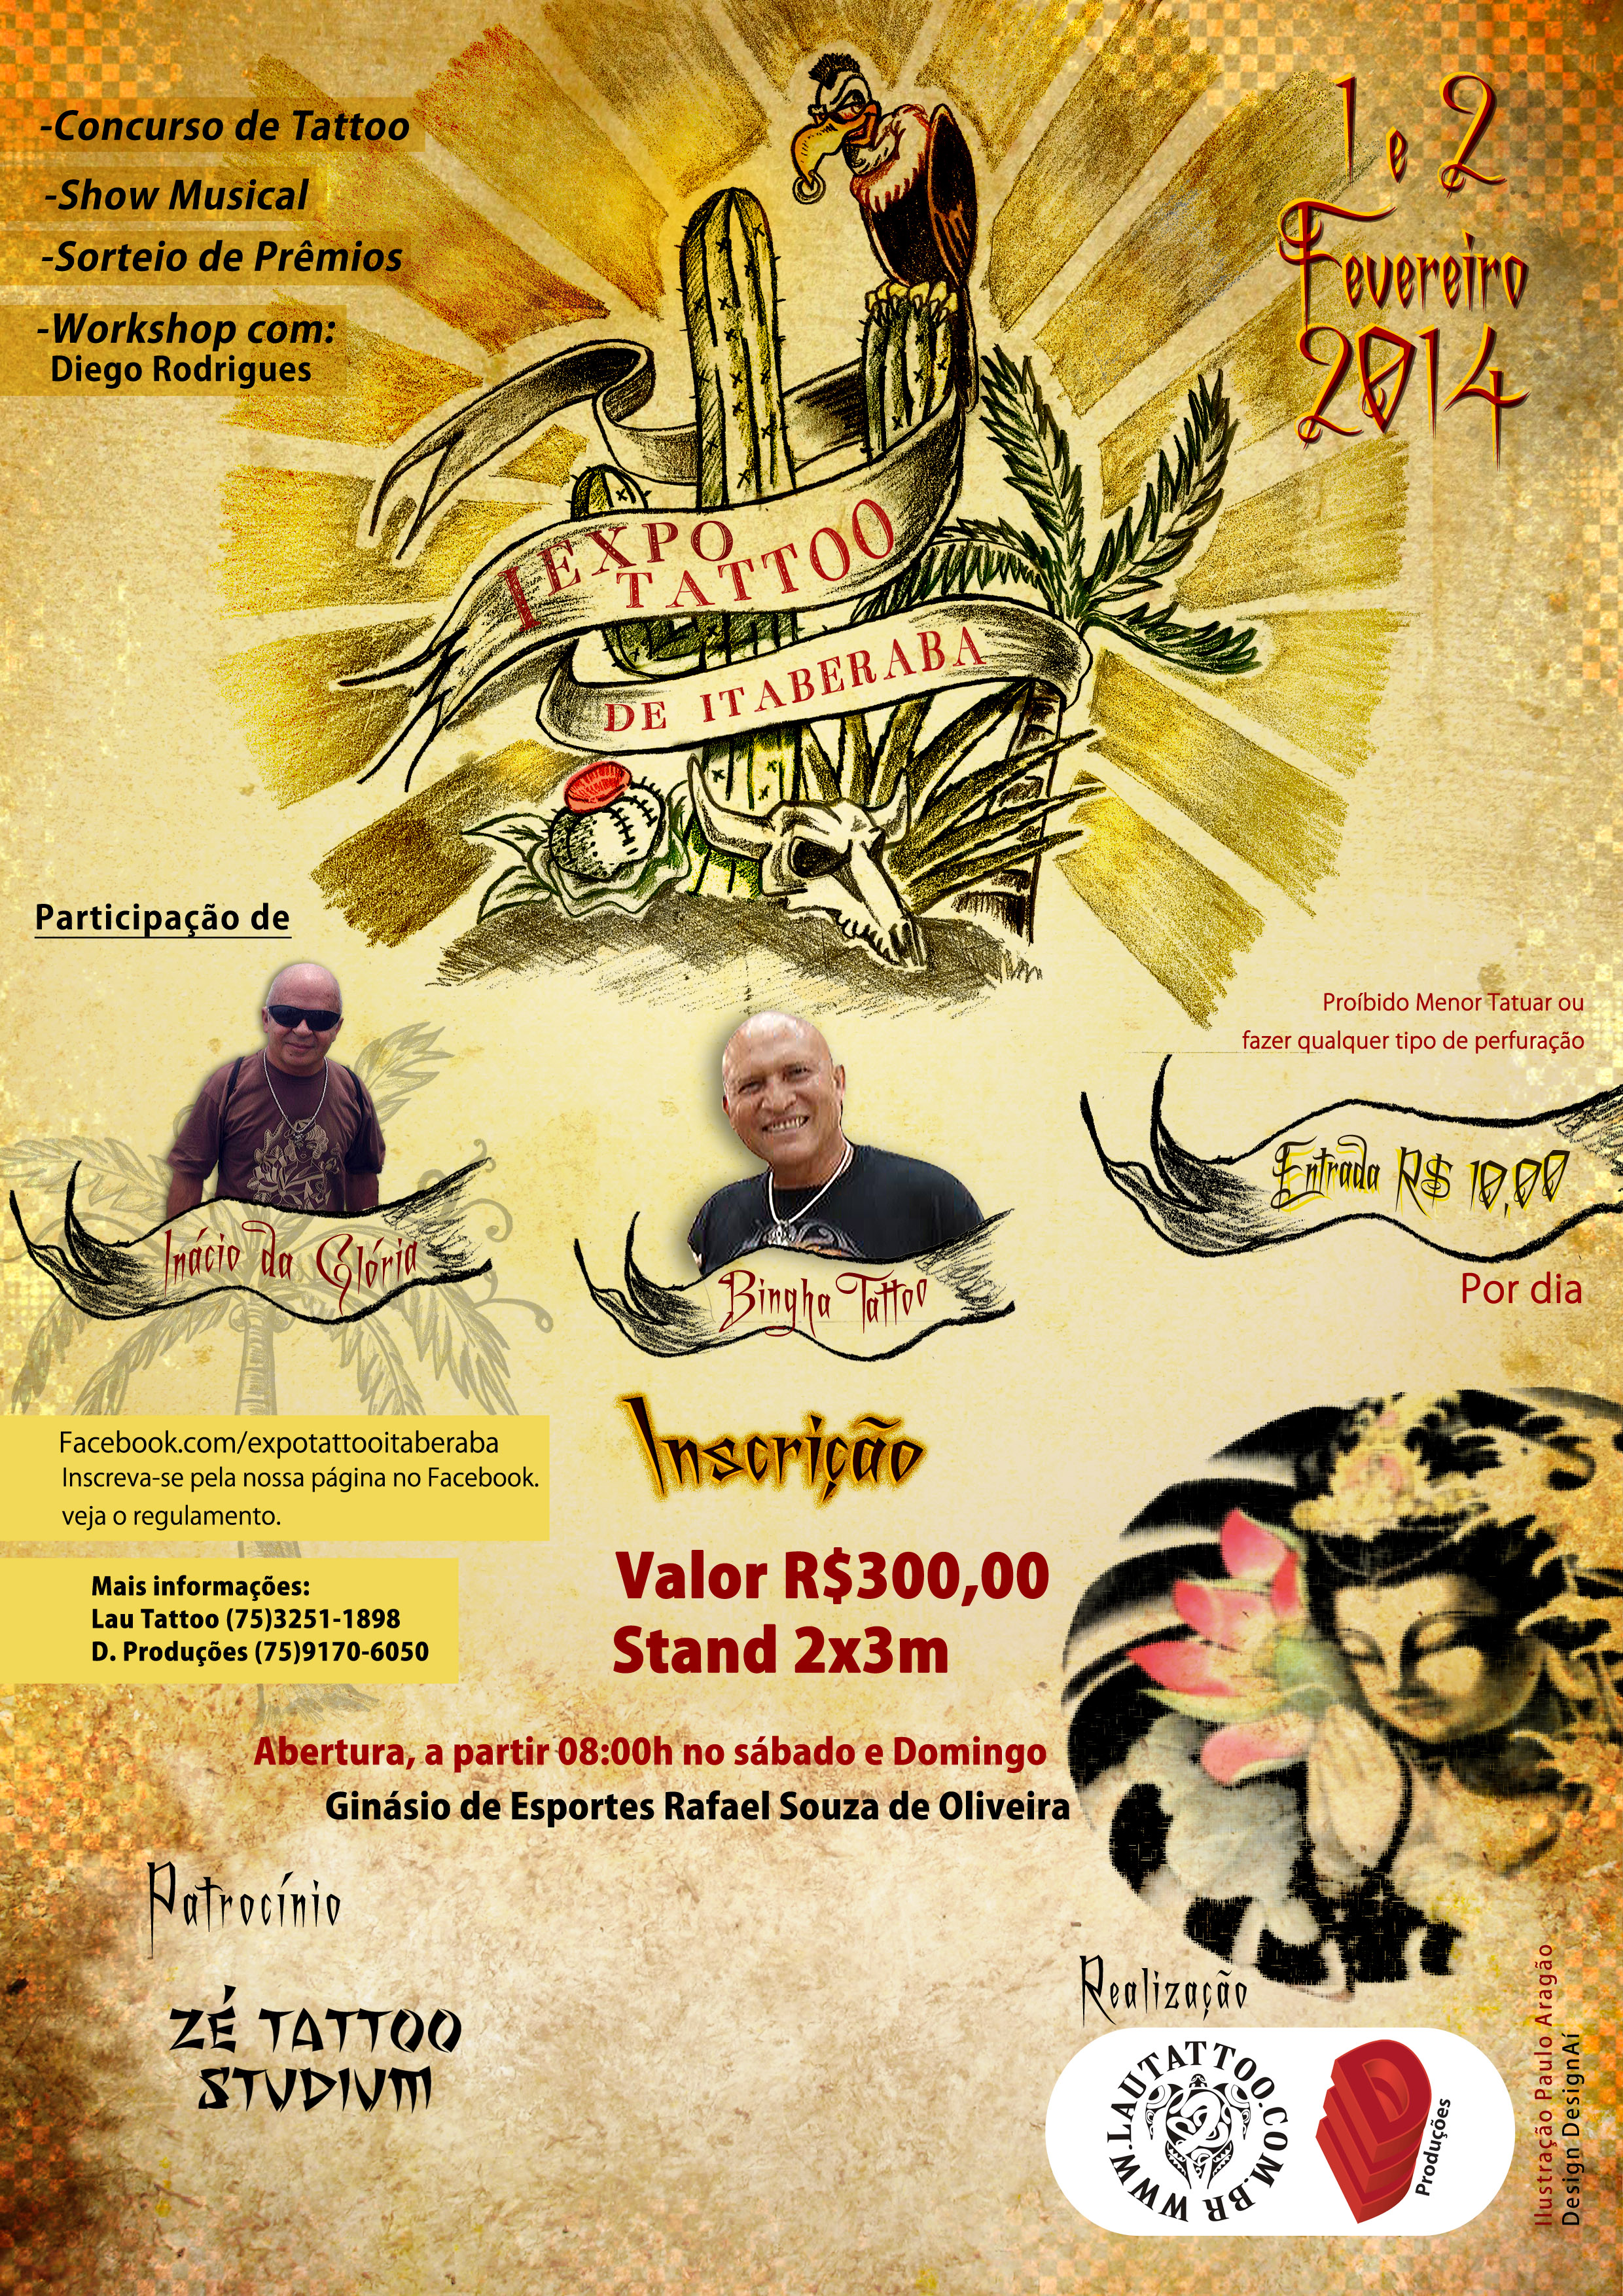 -Concurso de Tattoo
-Show Musical
-Sorteio de Prêmios
-Workshop com:
Diego Rodrigues
1 e 2
Fevereiro
2014
I EXPO
TATTOO
DE ITABERABA
Participação de
Inácio da Glória
Bingha Tattoo
Proíbido Menor Tatuar ou
fazer qualquer tipo de perfuração
Entrada R$ 10,00
Por dia
Facebook.com/expotattooitaberaba
Inscreva-se pela nossa página no Facebook.
veja o regulamento.
Mais informações:
Lau Tattoo (75)3251-1898
D. Produções (75)9170-6050
Inscrição
Valor R$300,00
Stand 2x3m
Abertura, a partir 08:00h no sábado e Domingo
Ginásio de Esportes Rafael Souza de Oliveira
Patrocínio
ZÉ TATTOO
STUDIUM
Realização
WWW.LAUTATTOO.COM.BR
D
Produções
Ilustração Paulo Aragão
Design DesignAí